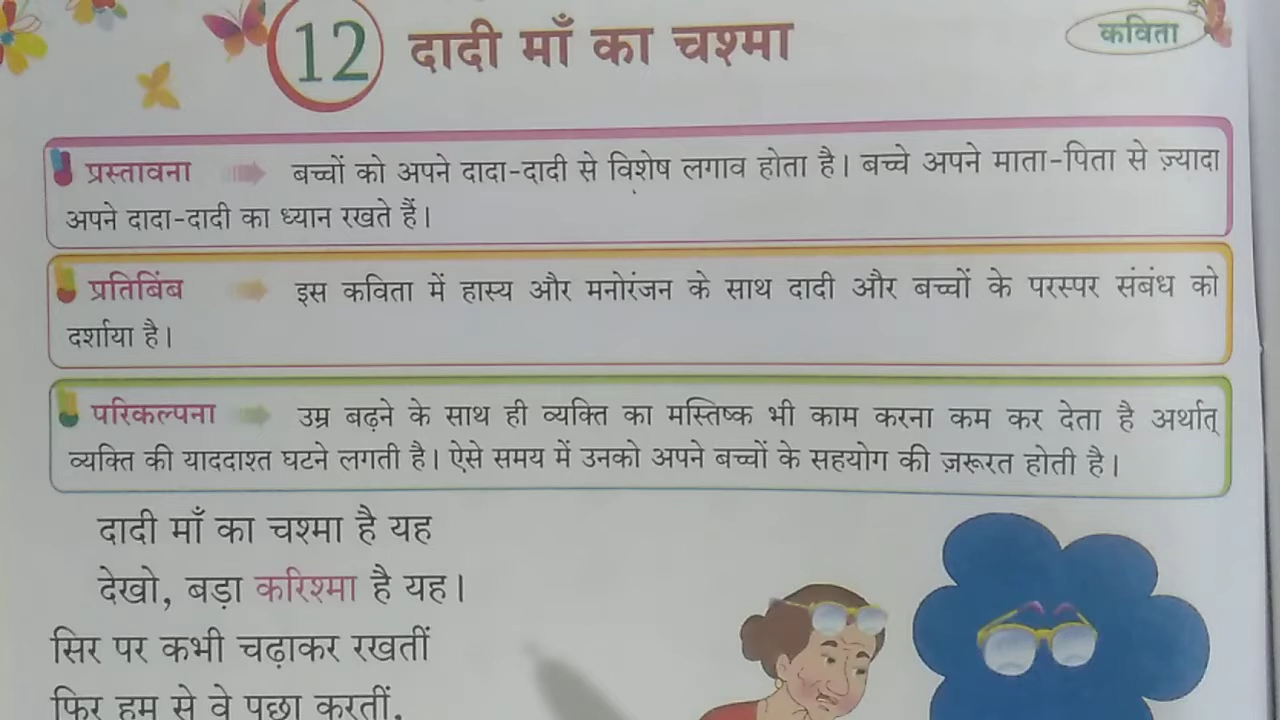 12 दादी माँ का चश्मा
कविता
प्रस्तावना बच्चों को अपने दादा-दादी से विशेष लगाव होता है। बच्चे अपने माता-पिता से ज़्यादा
अपने दादा-दादी का ध्यान रखते हैं।
प्रतिबिंब इस कविता में हास्य और मनोरंजन के साथ दादी और बच्चों के परस्पर संबंध को
दर्शाया है।
परिकल्पना उम्र बढ़ने के साथ ही व्यक्ति का मस्तिष्क भी काम करना कम कर देता है अर्थात्
व्यक्ति की याददाश्त घटने लगती है। ऐसे समय में उनको अपने बच्चों के सहयोग की ज़रूरत होती है।
दादी माँ का चश्मा है यह
देखो, बड़ा करिश्मा है यह।
सिर पर कभी चढ़ाकर रखतीं
फिर हम से वे पूछा करतीं,